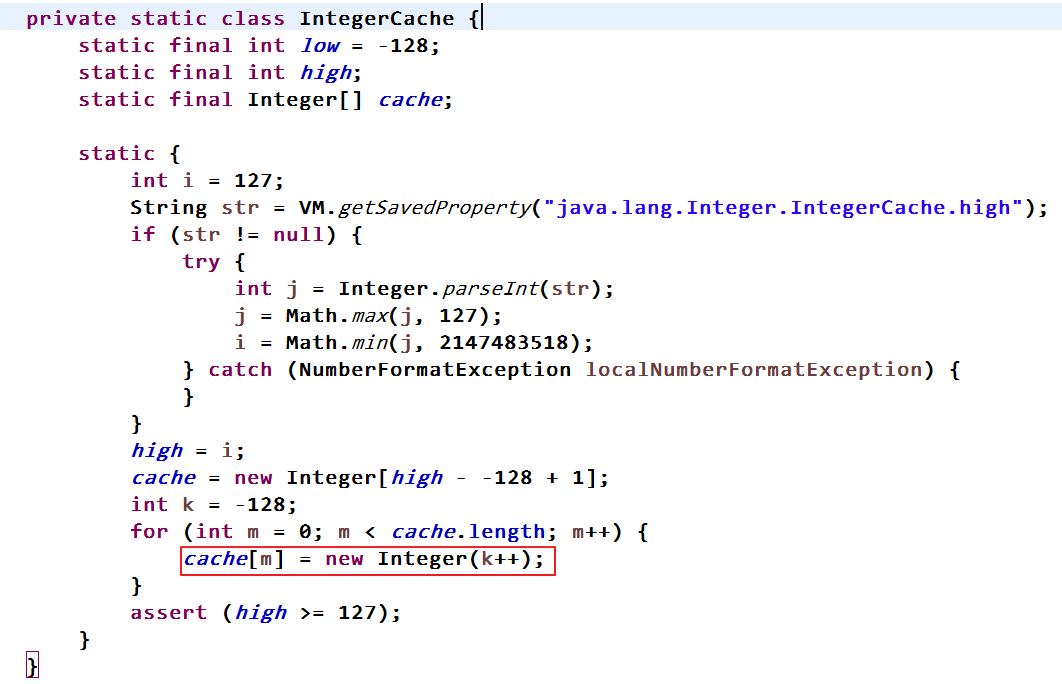 private static class IntegerCache {
    static final int low = -128;
    static final int high;
    static final Integer[] cache;

    static {
        int i = 127;
        String str = VM.getSavedProperty("java.lang.Integer.IntegerCache.high");
        if (str != null) {
            try {
                int j = Integer.parseInt(str);
                j = Math.max(j, 127);
                i = Math.min(j, 2147483518);
            } catch (NumberFormatException localNumberFormatException) {
            }
        }
        high = i;
        cache = new Integer[high - -128 + 1];
        int k = -128;
        for (int m = 0; m < cache.length; m++) {
            cache[m] = new Integer(k++);
        }
        assert (high >= 127);
    }
}